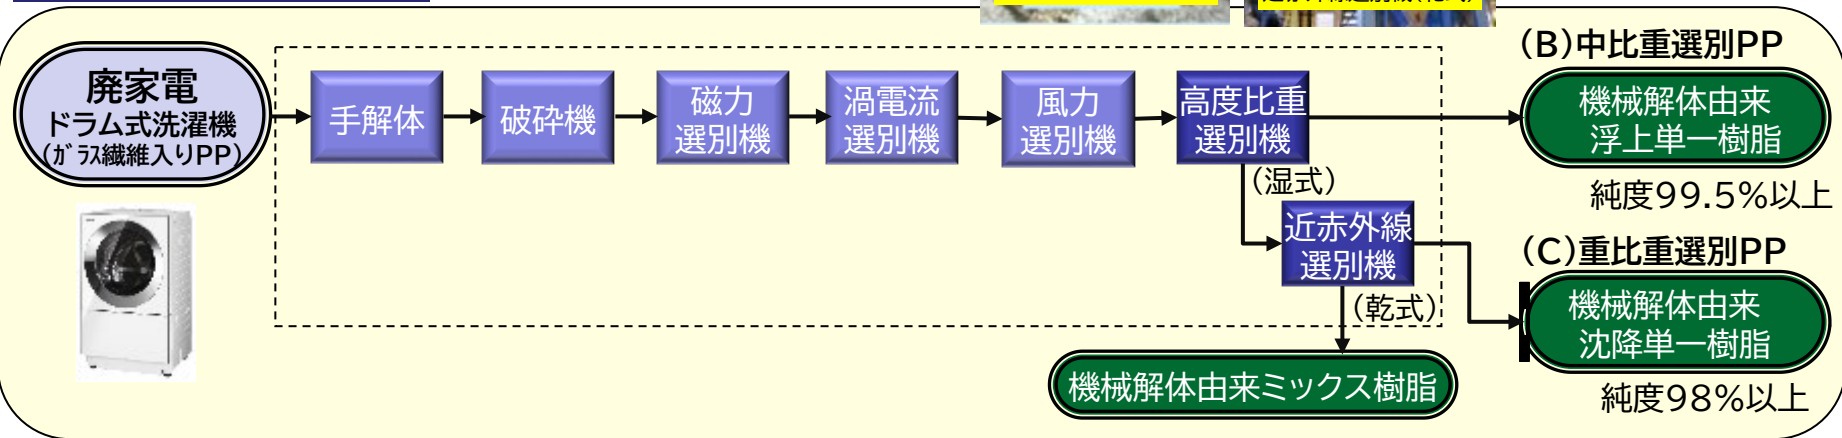 廃家電
ドラム式洗濯機
(ガラス繊維入りPP)
手解体
破砕機
磁力
選別機
渦電流
選別機
風力
選別機
高度比重
選別機
(湿式)
近赤外線
選別機
(乾式)
機械解体由来ミックス樹脂
(B)中比重選別PP
機械解体由来
浮上単一樹脂
純度99.5%以上
(C)重比重選別PP
機械解体由来
沈降単一樹脂
純度98%以上